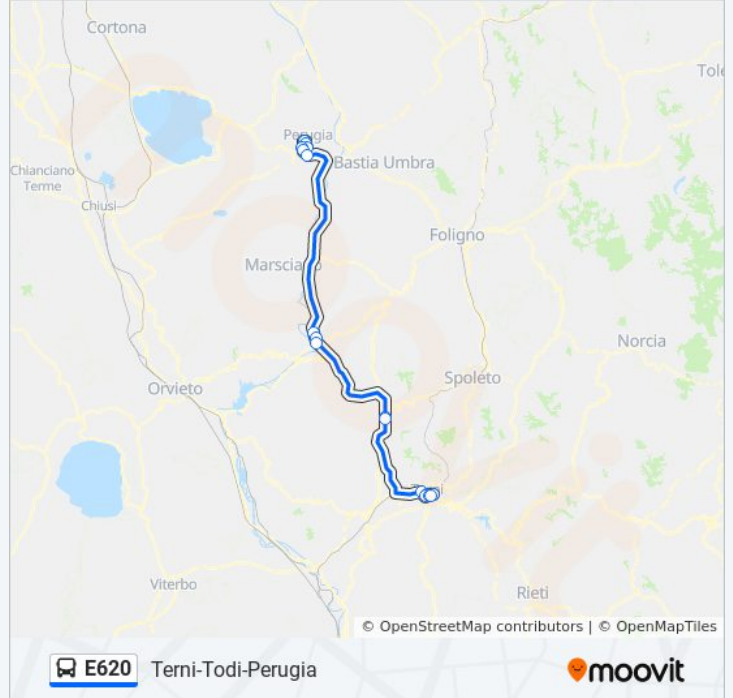 Cortona
Tole
Perugia
Bastia Umbra
Chianciano
Terme
Chiusi
Foligno
Marsciano
Norcia
Orvieto
Spoleto
Viterbo
Rieti
© OpenStreetMap contributors | © OpenMapTiles
E620 Terni-Todi-Perugia
moovit